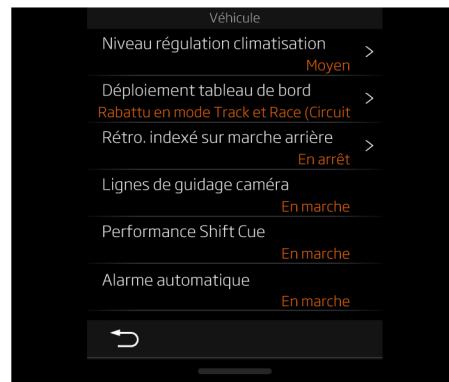 Véhicule
Niveau régulation climatisation
Moyen
Déploiement tableau de bord
Rabattu en mode Track et Race (Circuit
Rétro. indexé sur marche arrière
En arrêt
Lignes de guidage caméra
En marche
Performance Shift Cue
En marche
Alarme automatique
En marche